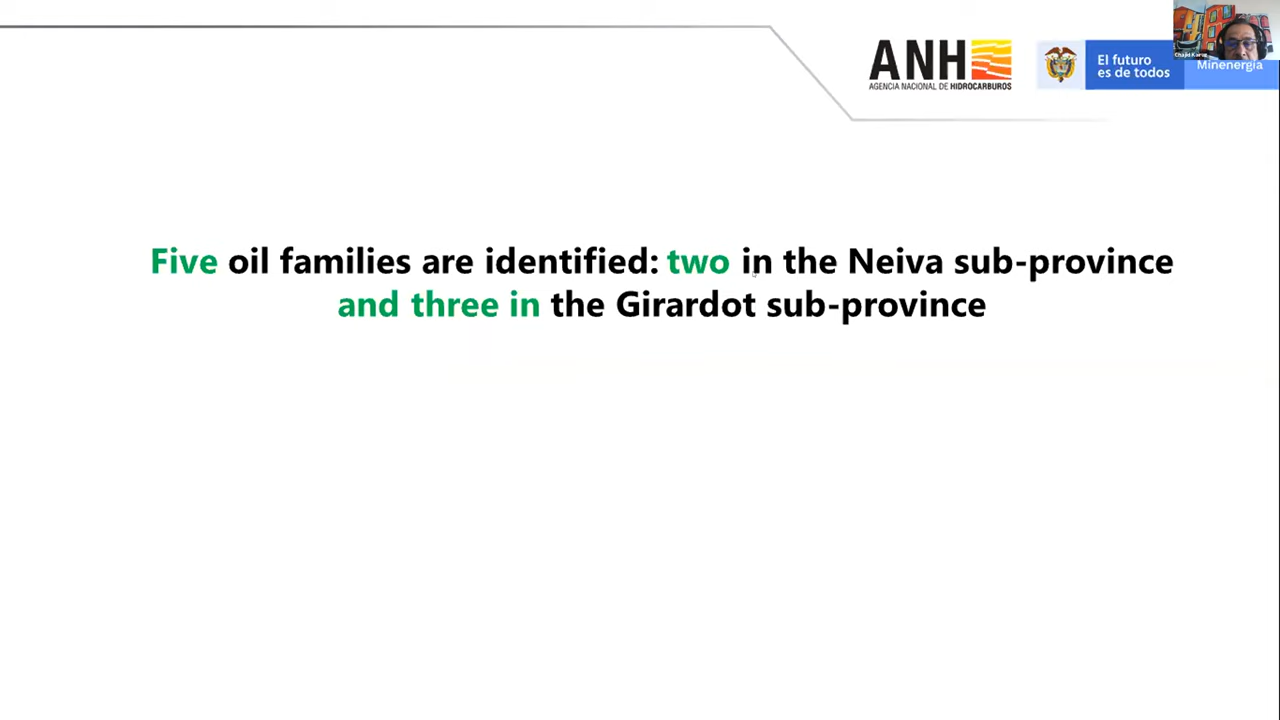 ANH
AGENCIA NACIONAL DE HIDROCARBUROS
El futuro
es de todos
Minenergía
Five oil families are identified: two in the Neiva sub-province
and three in the Girardot sub-province